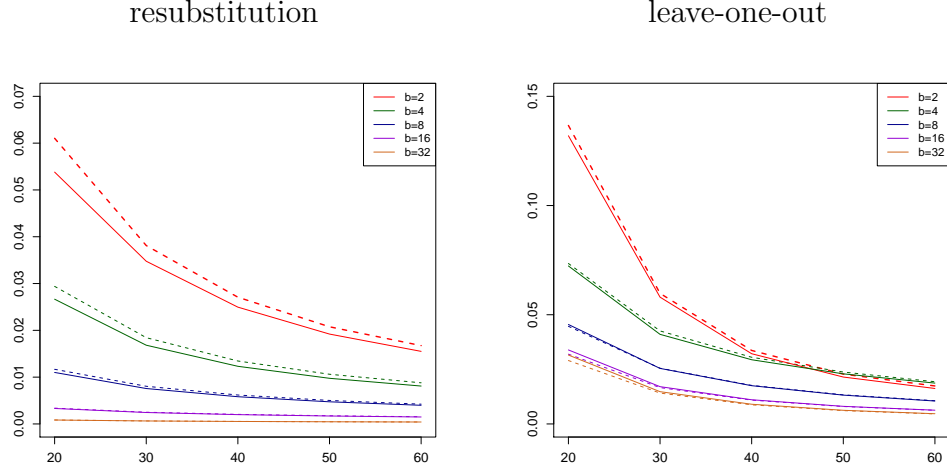 resubstitution
leave-one-out
0.07
0.06
0.05
0.04
0.03
0.02
0.01
0.00
20 30 40 50 60
b=2
b=4
b=8
b=16
b=32
0.15
0.10
0.05
0.00
20 30 40 50 60
b=2
b=4
b=8
b=16
b=32